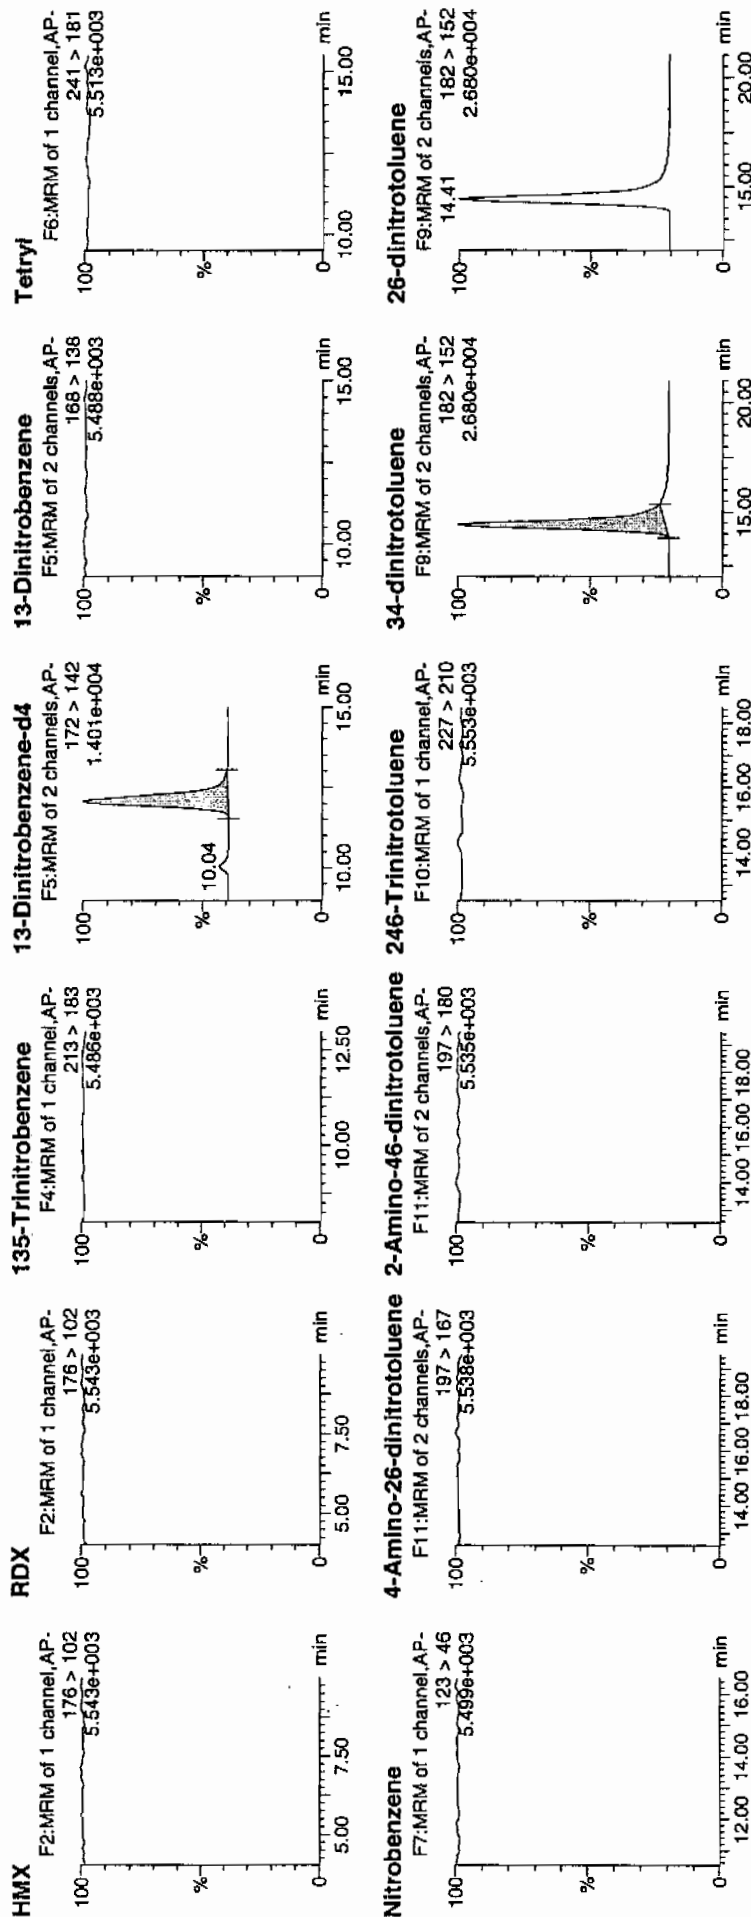 HMX
F2:MRM of 1 channel,AP-
176 > 102
5.543e+003
100
%
0
5.00 7.50 min
RDX
F2:MRM of 1 channel,AP-
176 > 102
5.543e+003
100
%
0
5.00 7.50 min
135-Trinitrobenzene
F4:MRM of 1 channel,AP-
213 > 183
5.486e+003
100
%
0
10.00 12.50 min
13-Dinitrobenzene-d4
F5:MRM of 2 channels,AP-
172 > 142
1.401e+004
100
%
10.04
0
10.00 15.00 min
13-Dinitrobenzene
F5:MRM of 2 channels,AP-
168 > 138
5.488e+003
100
%
0
10.00 15.00 min
Tetryl
F6:MRM of 1 channel,AP-
241 > 181
5.513e+003
100
%
0
10.00 15.00 min
Nitrobenzene
F7:MRM of 1 channel,AP-
123 > 46
5.499e+003
100
%
0
12.00 14.00 16.00 min
4-Amino-26-dinitrotoluene
F11:MRM of 2 channels,AP-
197 > 167
5.538e+003
100
%
0
14.00 16.00 18.00 min
2-Amino-46-dinitrotoluene
F11:MRM of 2 channels,AP-
197 > 180
5.535e+003
100
%
0
14.00 16.00 18.00 min
246-Trinitrotoluene
F10:MRM of 1 channel,AP-
227 > 210
5.553e+003
100
%
0
14.00 16.00 18.00 min
34-dinitrotoluene
F9:MRM of 2 channels,AP-
182 > 152
2.680e+004
100
%
0
15.00 20.00 min
26-dinitrotoluene
F9:MRM of 2 channels,AP-
182 > 152
2.680e+004
100
14.41
%
0
15.00 20.00 min